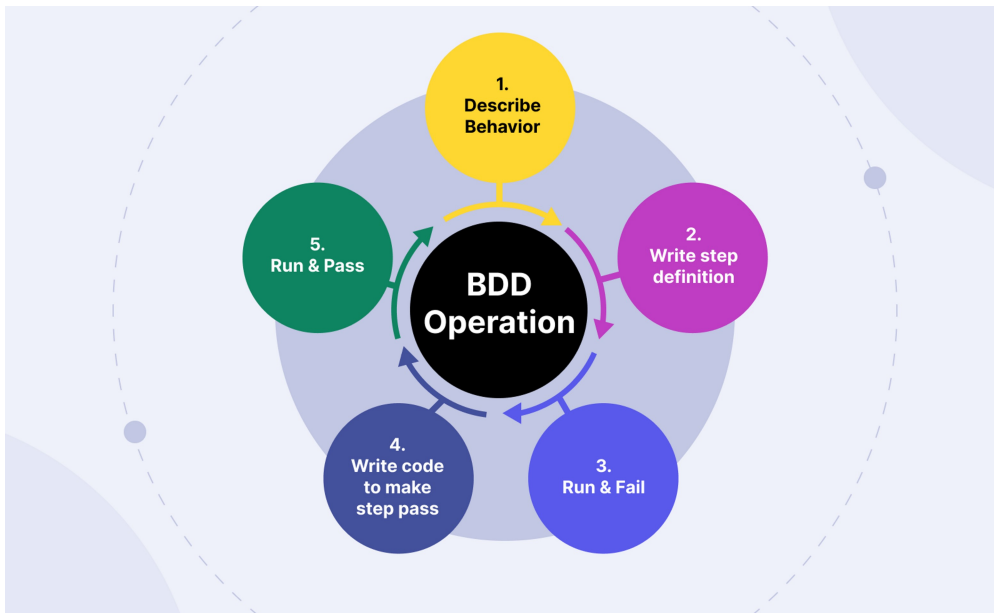 1.
Describe
Behavior
2.
Write step
definition
5.
Run & Pass
BDD
Operation
4.
Write code
to make
step pass
3.
Run & Fail